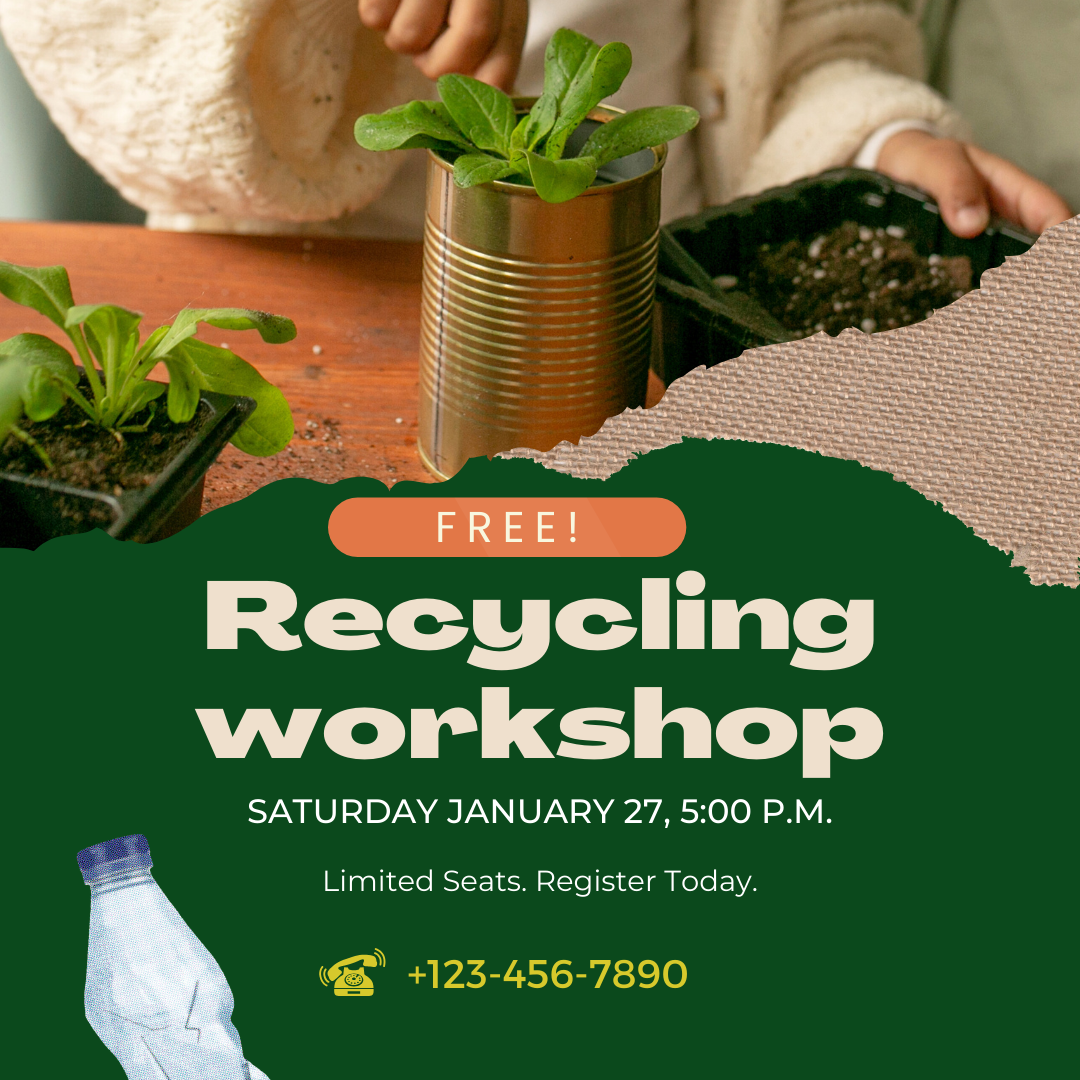 FREE!
Recycling
workshop
SATURDAY JANUARY 27, 5:00 P.M.
Limited Seats. Register Today.
+123-456-7890